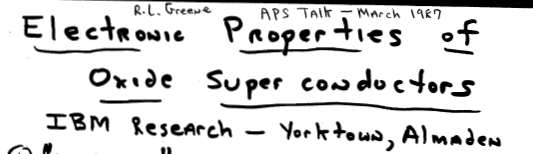 R.L. Greene APS Talk - March 1987
Electronic Properties of
Oxide Superconductors
IBM Research - Yorktown, Almaden